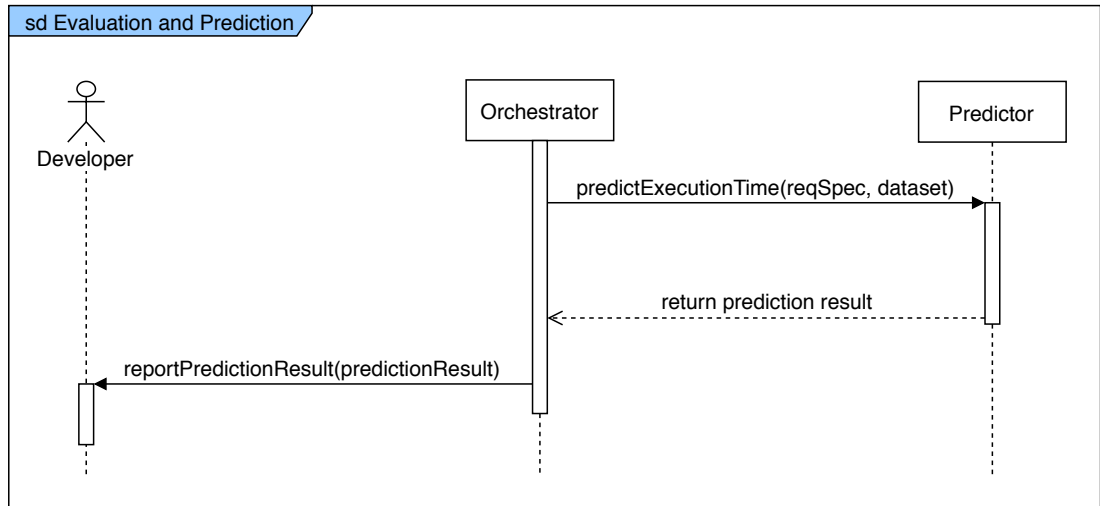 sd Evaluation and Prediction
Developer
Orchestrator
Predictor
predictExecutionTime(reqSpec, dataset)
return prediction result
reportPredictionResult(predictionResult)